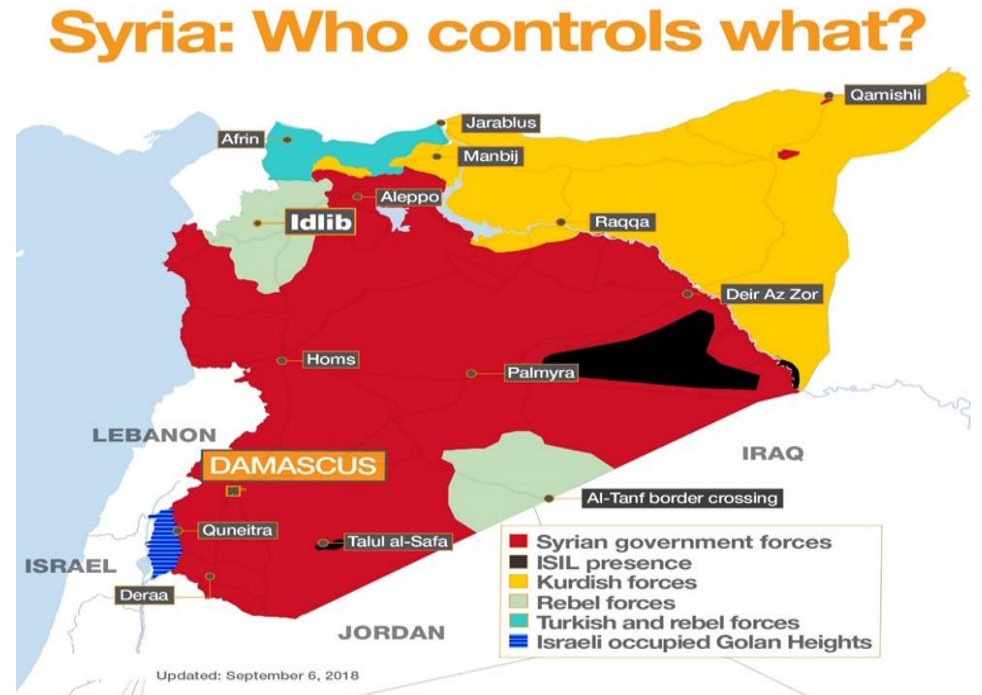 Syria: Who controls what?
Qamishli
Jarablus
Afrin
Manbij
Aleppo
Idlib
Raqqa
Deir Az Zor
Homs
Palmyra
LEBANON
IRAQ
DAMASCUS
Al-Tanf border crossing
Quneitra
Talul al-Safa
ISRAEL
Deraa
JORDAN
Syrian government forces
ISIL presence
Kurdish forces
Rebel forces
Turkish and rebel forces
Israeli occupied Golan Heights
Updated: September 6, 2018